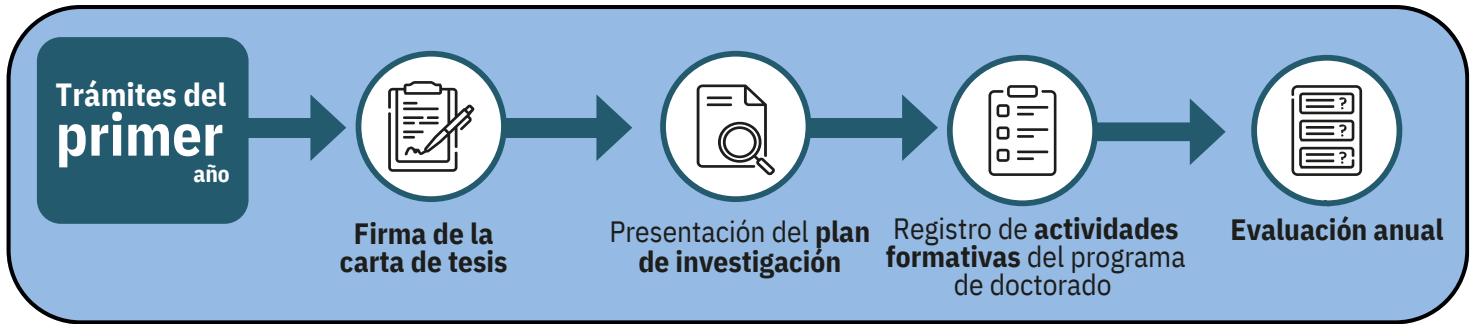 Trámites del
primer
año
Firma de la
carta de tesis
Presentación del plan
de investigación
Registro de actividades
formativas del programa
de doctorado
?
?
?
Evaluación anual